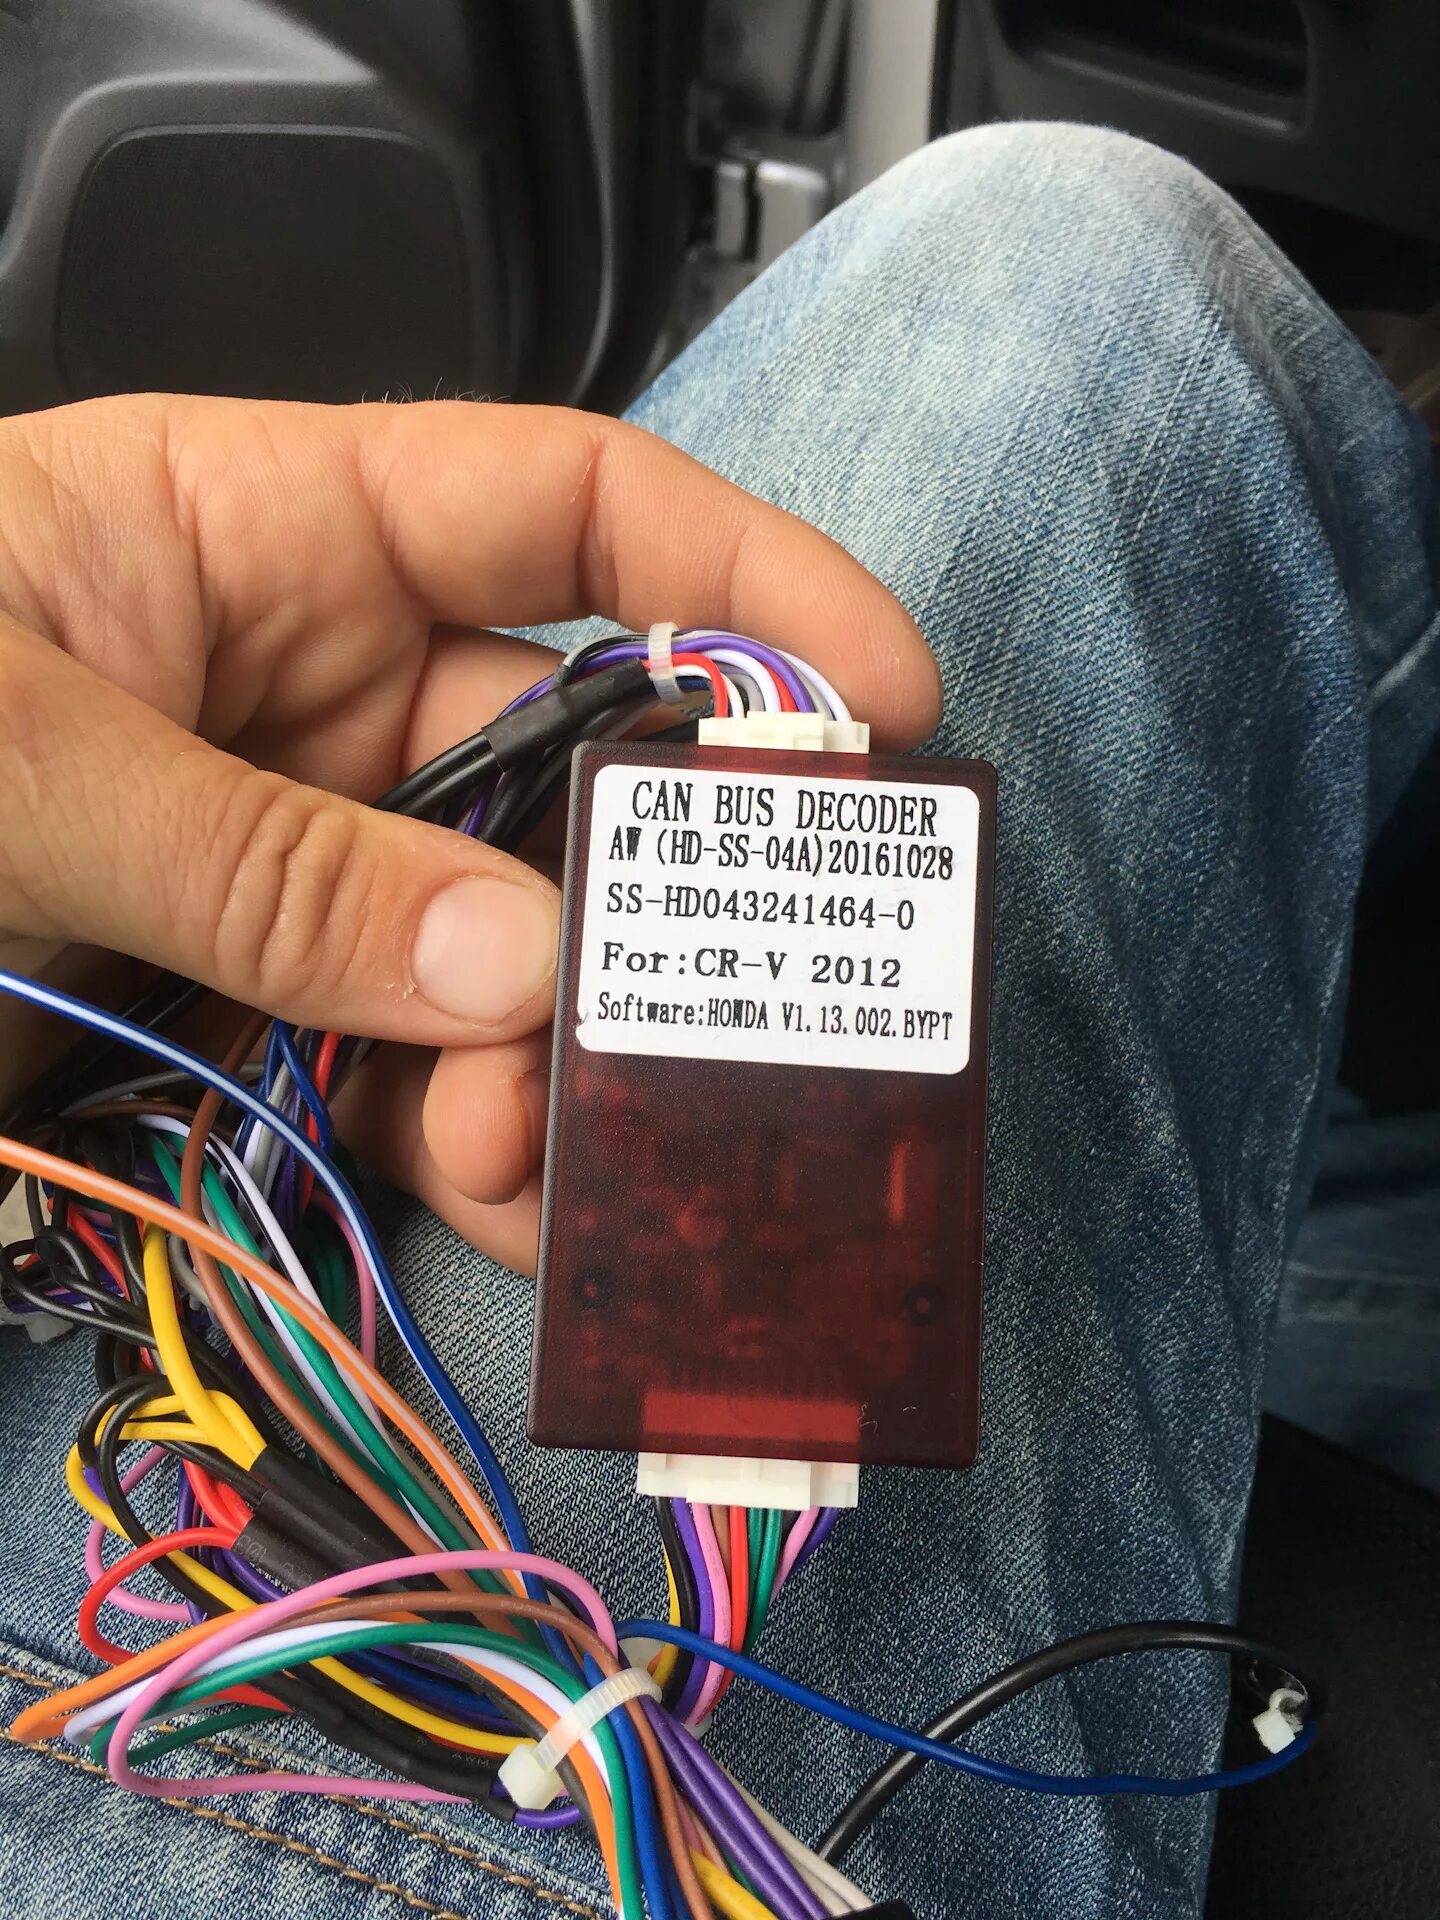 CAN BUS DECODER
AW (HD-SS-04A)20161028
SS-HD043241464-0
For:CR-V 2012
Software:HONDA V1.13.002.BYPT